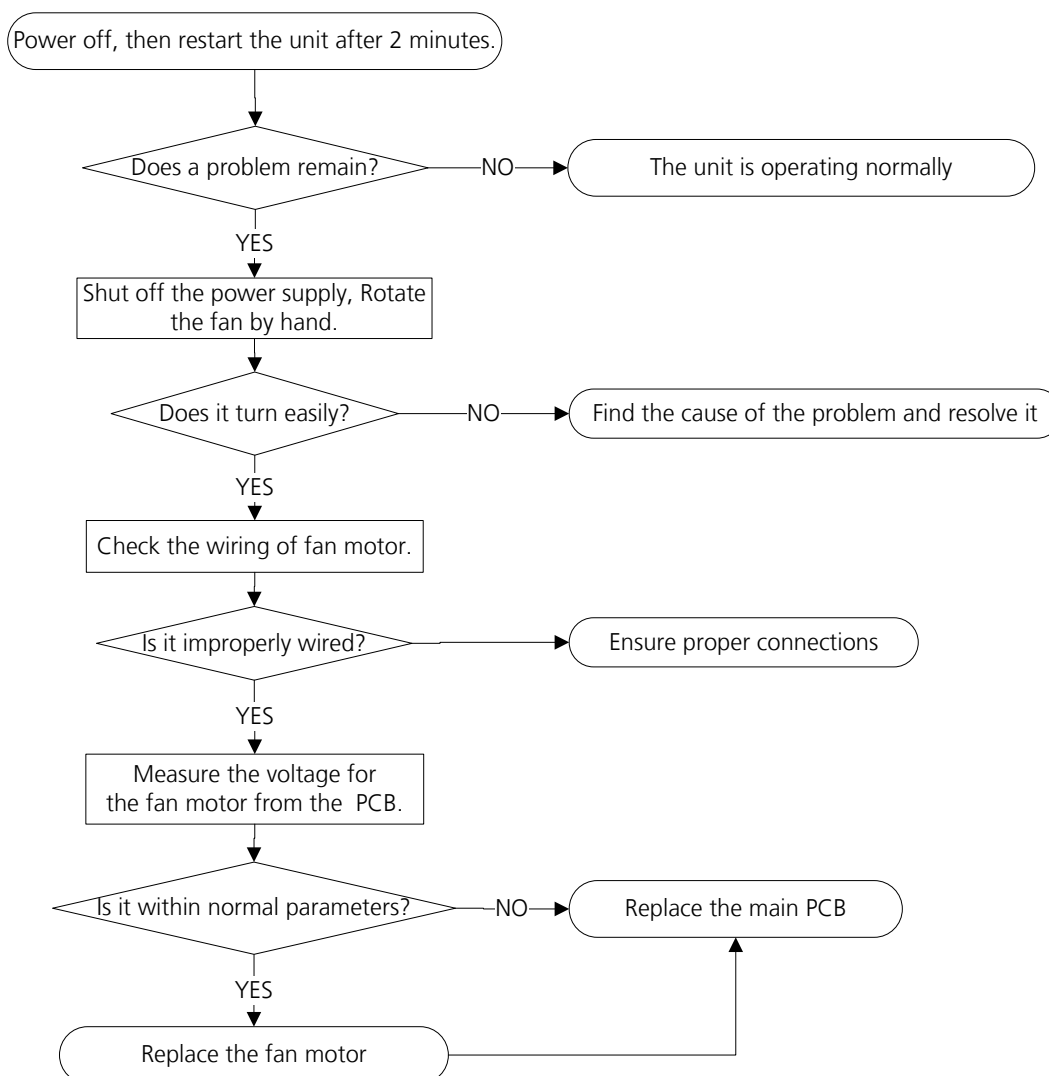 Power off, then restart the unit after 2 minutes.
Does a problem remain?
NO
The unit is operating normally
YES
Shut off the power supply, Rotate
the fan by hand.
Does it turn easily?
NO
Find the cause of the problem and resolve it
YES
Check the wiring of fan motor.
Is it improperly wired?
Ensure proper connections
YES
Measure the voltage for
the fan motor from the PCB.
Is it within normal parameters?
NO
Replace the main PCB
YES
Replace the fan motor